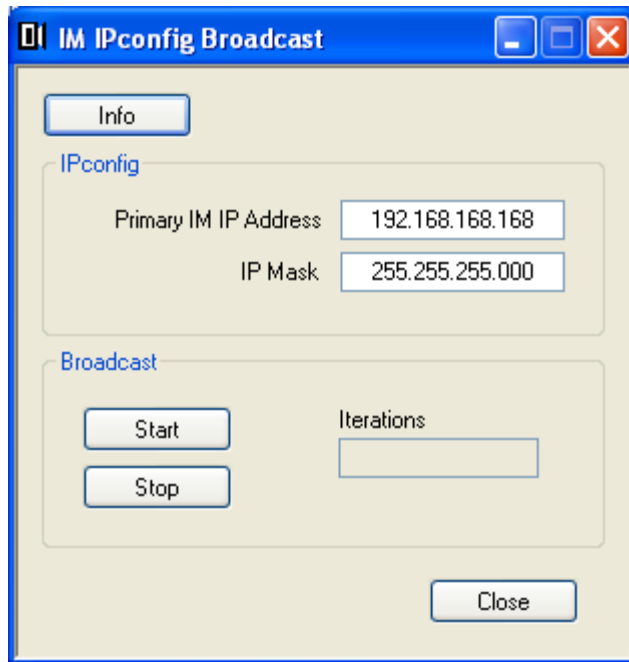 IM IPconfig Broadcast
Info
IPconfig
Primary IM IP Address 192.168.168.168
IP Mask 255.255.255.000
Broadcast
Start
Iterations
Stop
Close